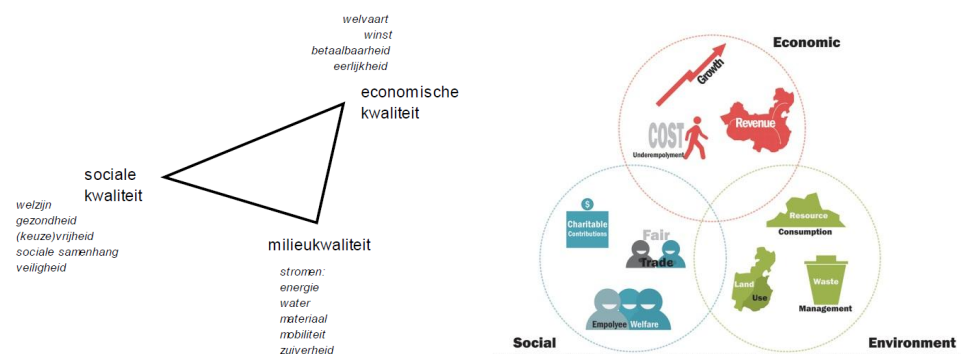 welvaart
winst
betaalbaarheid
eerlijkheid
economische
kwaliteit
sociale
kwaliteit
welzijn
gezondheid
(keuze)vrijheid
sociale samenhang
veiligheid
milieukwaliteit
stromen:
energie
water
materiaal
mobiliteit
zuiverheid
Economic
Growth
COST
Underempolyment
Revenue
$
Charitable
Contributions
Fair
Trade
Empolyee Welfare
Social
Resource
Consumption
Land
Use
Waste
Management
Environment